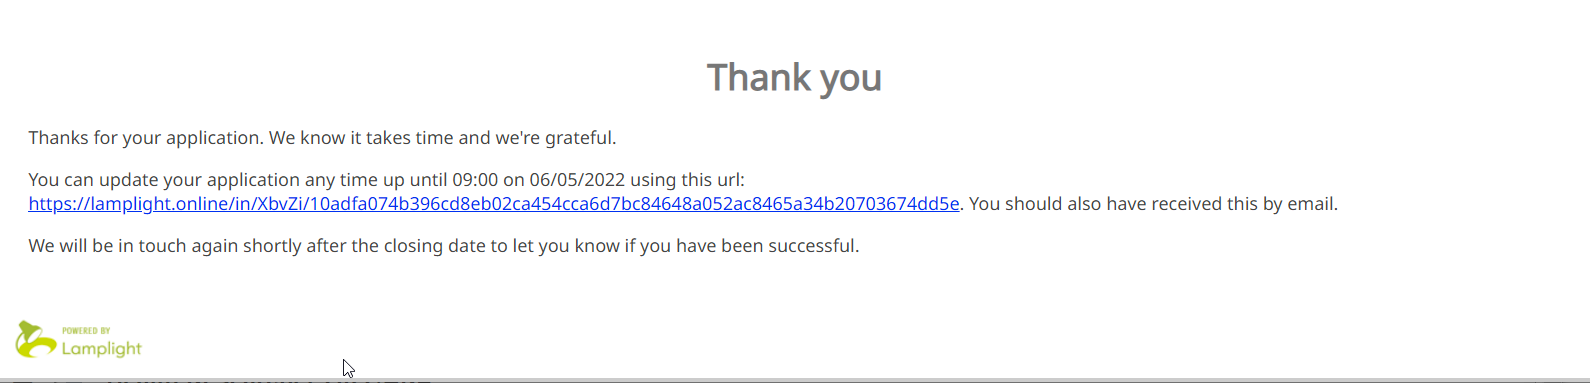 Thank you
Thanks for your application. We know it takes time and we're grateful.
You can update your application any time up until 09:00 on 06/05/2022 using this url:
https://lamplight.online/in/XbvZi/10adfa074b396cd8eb02ca454cca6d7bc84648a052ac8465a34b20703674dd5e. You should also have received this by email.
We will be in touch again shortly after the closing date to let you know if you have been successful.
POWERED BY
Lamplight